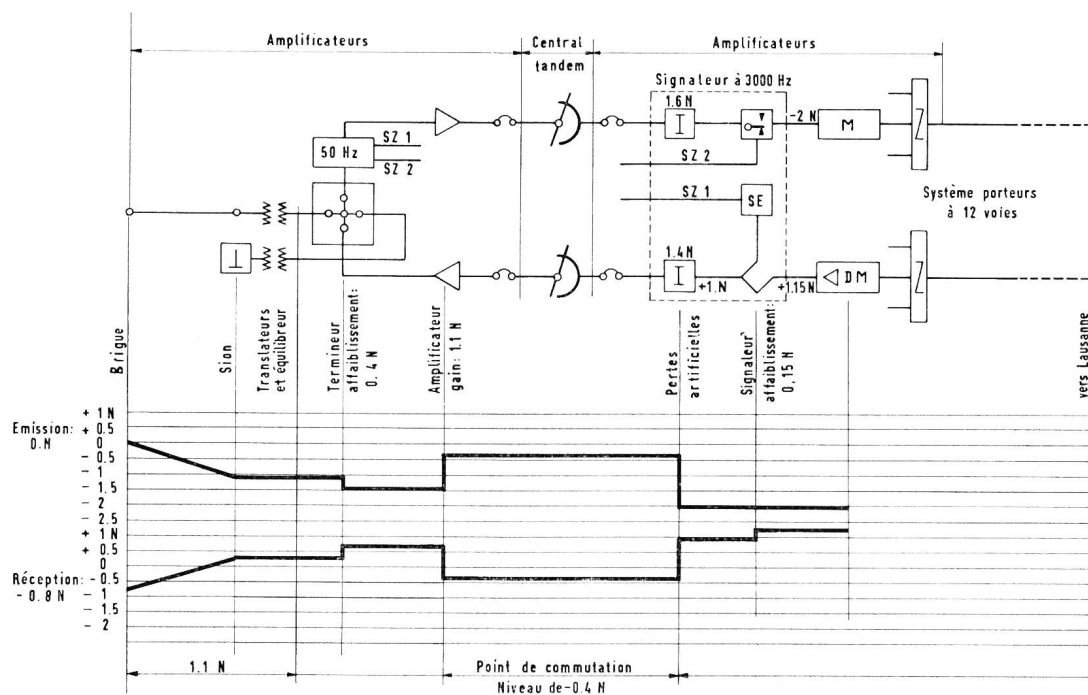 Amplificateurs
Central
tandem
Amplificateurs
Signaleur à 3000 Hz
1.6 N
-2 N
M
50 Hz
SZ 1
SZ 2
SZ 2
SZ 1
SE
Système porteurs
à 12 voies
1.4 N
+1.N
+1.15N
DM
Brigue
Sion
Translateurs
et équilibreur
Termineur
affaiblissement:
0.4 N
Amplificateur
gain: 1.1 N
Pertes
artificielles
Signaleur
affaiblissement:
0,15 N
vers Lausanne
Emission:
0.N
+ 1 N
+ 0.5
0
- 0.5
- 1
- 1.5
- 2
- 2.5
Réception:
-0.8 N
+ 1 N
+ 0.5
0
- 0.5
- 1
- 1.5
- 2
1.1 N
Point de commutation
Niveau de-0.4 N